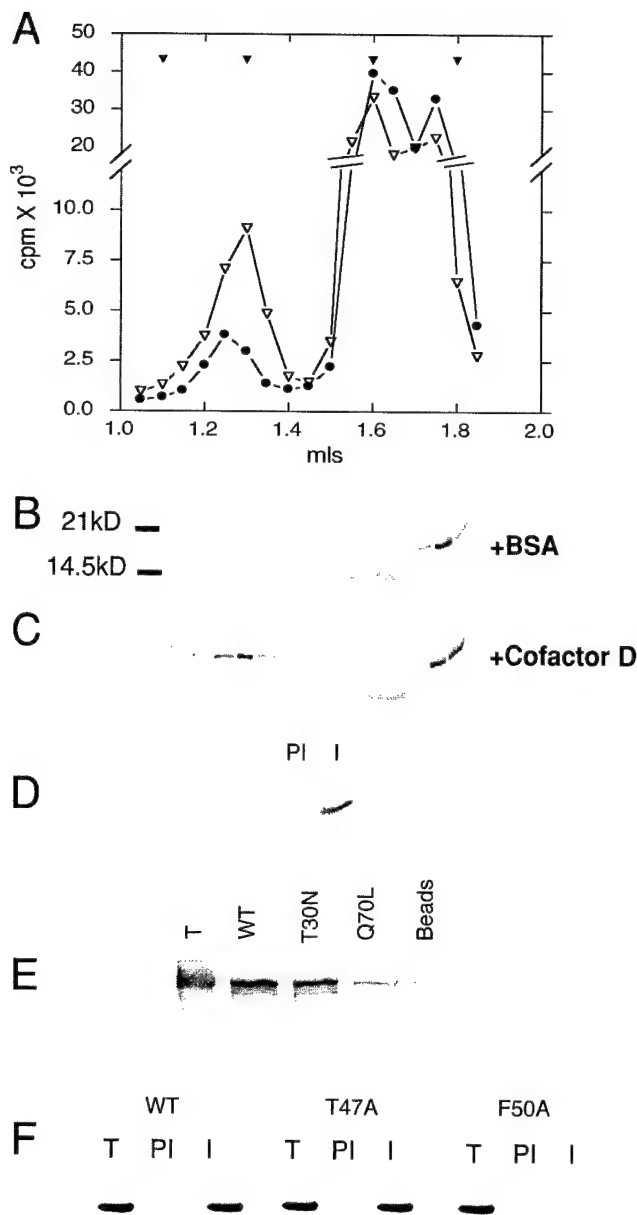 A
50
40
30
20
10.0
7.5
5.0
2.5
0.0
cpm X 10³
1.0 1.2 1.4 1.6 1.8 2.0
mls
B
21kD
14.5kD
+BSA
C
+Cofactor D
PI I
D
T WT T30N Q70L Beads
E
WT T47A F50A
F
T PI I T PI I T PI I